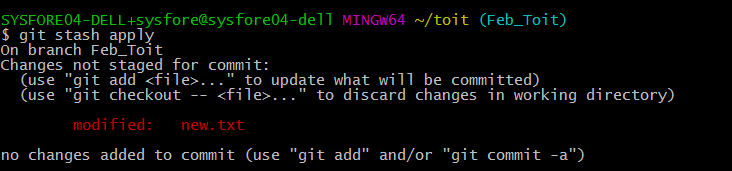 SYSFORE04-DELL+sysfore@sysfore04-dell MINGW64 ~/toit (Feb_Toit)
$ git stash apply
On branch Feb_Toit
Changes not staged for commit:
  (use "git add <file>..." to update what will be committed)
  (use "git checkout -- <file>..." to discard changes in working directory)
        modified:   new.txt
no changes added to commit (use "git add" and/or "git commit -a")